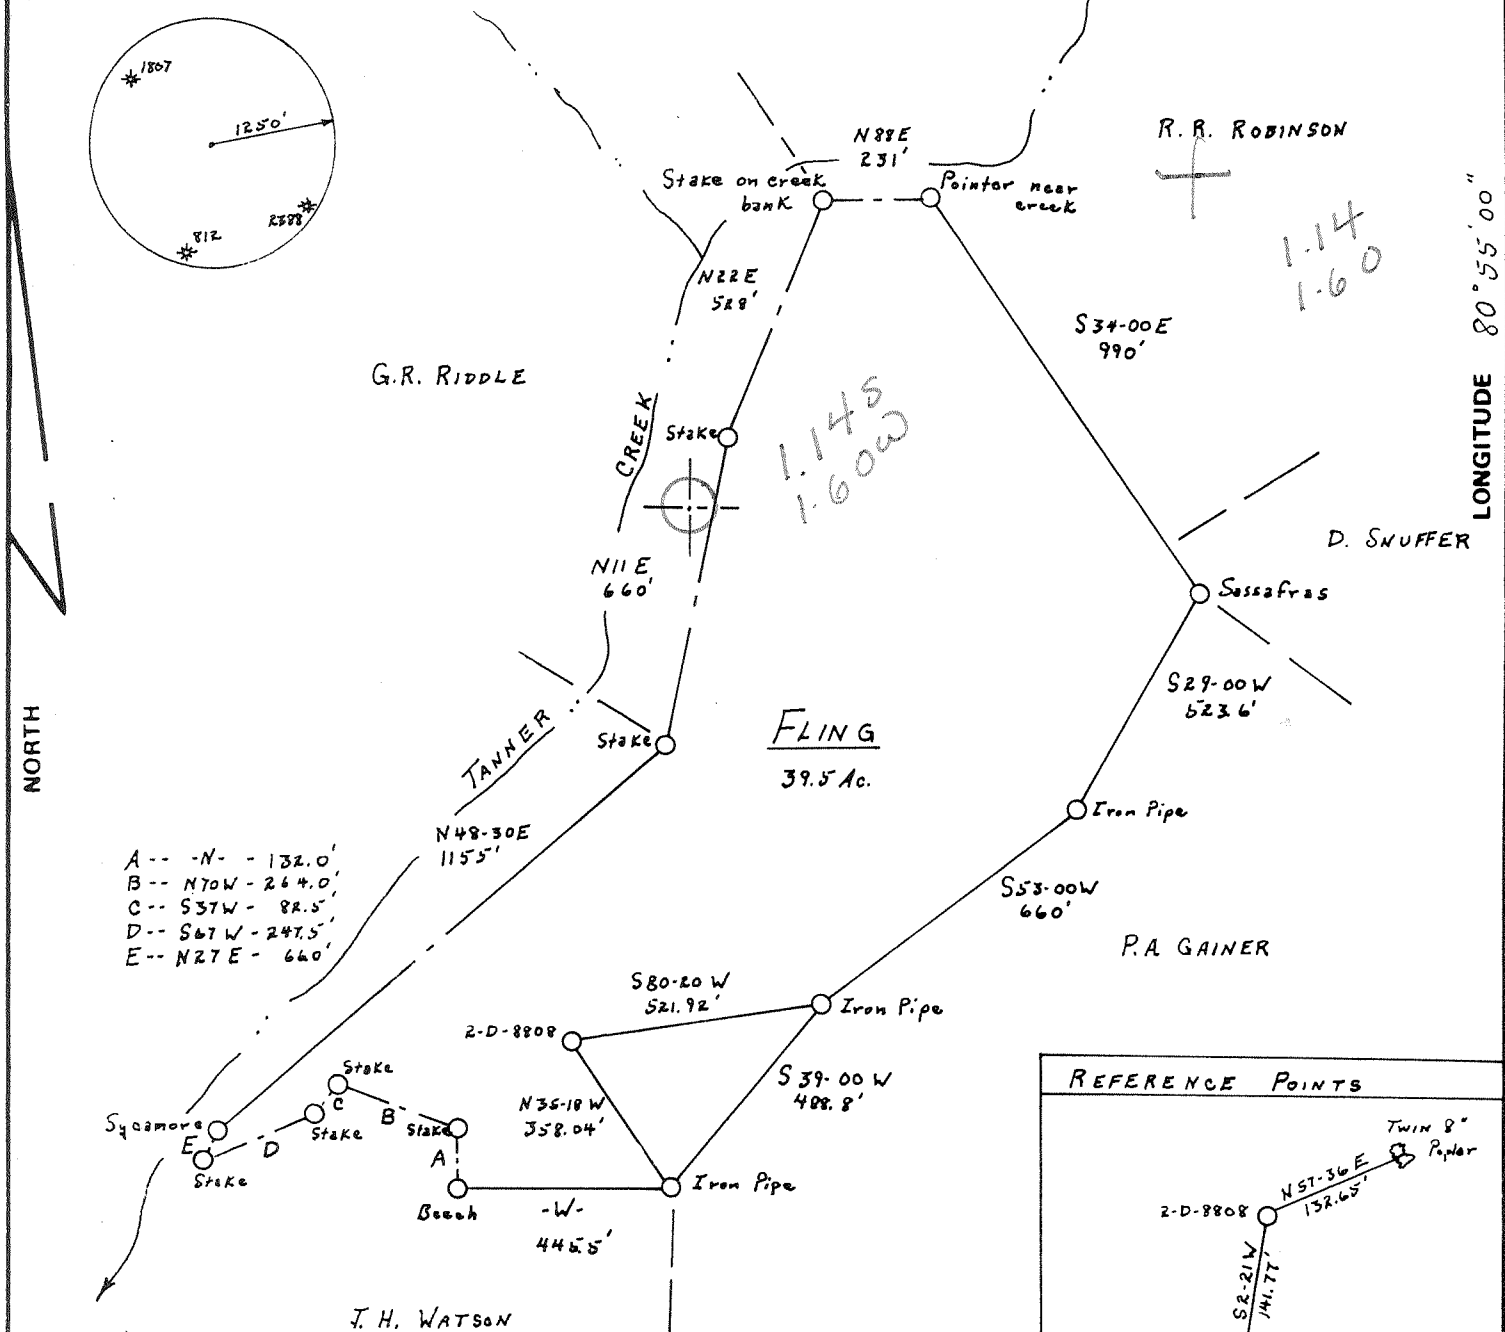 1807
1250'
2388
812
N88E
231'
R. R. ROBINSON
Stake on creek
bank
Pointer near
creek
1.14
1.60
LONGITUDE 80°55'00"
N22E
528'
S34-00E
990'
G.R. RIDDLE
CREEK
Stake
1.14S
1.60W
D. SNUFFER
N11E
660'
Sassafras
S29-00W
523.6'
NORTH
TANNER
Stake
FLING
39.5 Ac.
Iron Pipe
N48-30E
1155'
A -- -N- - 132.0'
B -- N70W - 264.0'
C -- S37W - 82.5'
D -- S67W - 247.5'
E -- N27E - 660'
S53-00W
660'
P.A GAINER
S80-20W
521.92'
Iron Pipe
2-D-8808
S39-00W
488.8'
N35-18W
358.04'
Stake
C
B
Stake
Stake
Sycamore
E
D
Stake
A
Beech
-W-
445.5'
Iron Pipe
J. H. WATSON
REFERENCE POINTS
TWIN 8"
Poplar
N57-36E
132.65'
2-D-8808
S2-21W
141.77'